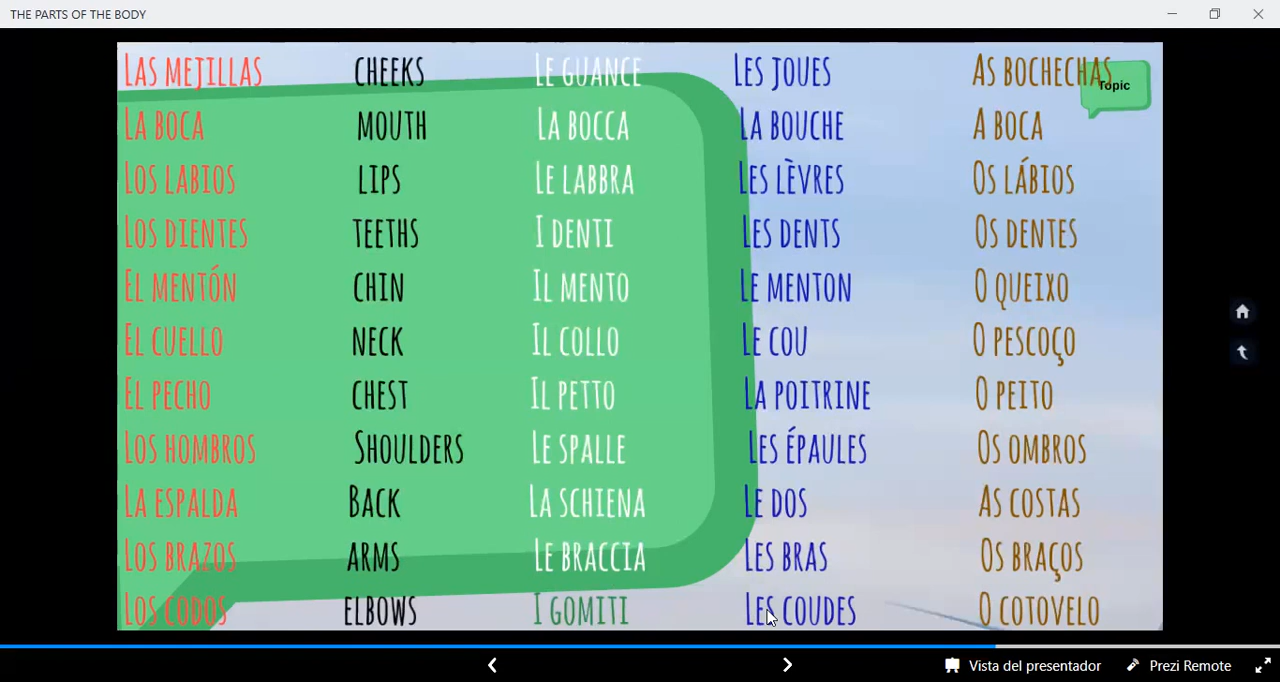 THE PARTS OF THE BODY
LAS MEJILLAS CHEEKS LE GUANCE LES JOUES AS BOCHECHAS
Topic
LA BOCA MOUTH LA BOCCA LA BOUCHE A BOCA
LOS LABIOS LIPS LE LABBRA LES LÈVRES OS LÁBIOS
LOS DIENTES TEETHS I DENTI LES DENTS OS DENTES
EL MENTÓN CHIN IL MENTO LE MENTON O QUEIXO
EL CUELLO NECK IL COLLO LE COU O PESCOÇO
EL PECHO CHEST IL PETTO LA POITRINE O PEITO
LOS HOMBROS SHOULDERS LE SPALLE LES ÉPAULES OS OMBROS
LA ESPALDA BACK LA SCHIENA LE DOS AS COSTAS
LOS BRAZOS ARMS LE BRACCIA LES BRAS OS BRAÇOS
LOS CODOS ELBOWS I GOMITI LES COUDES O COTOVELO
Vista del presentador Prezi Remote